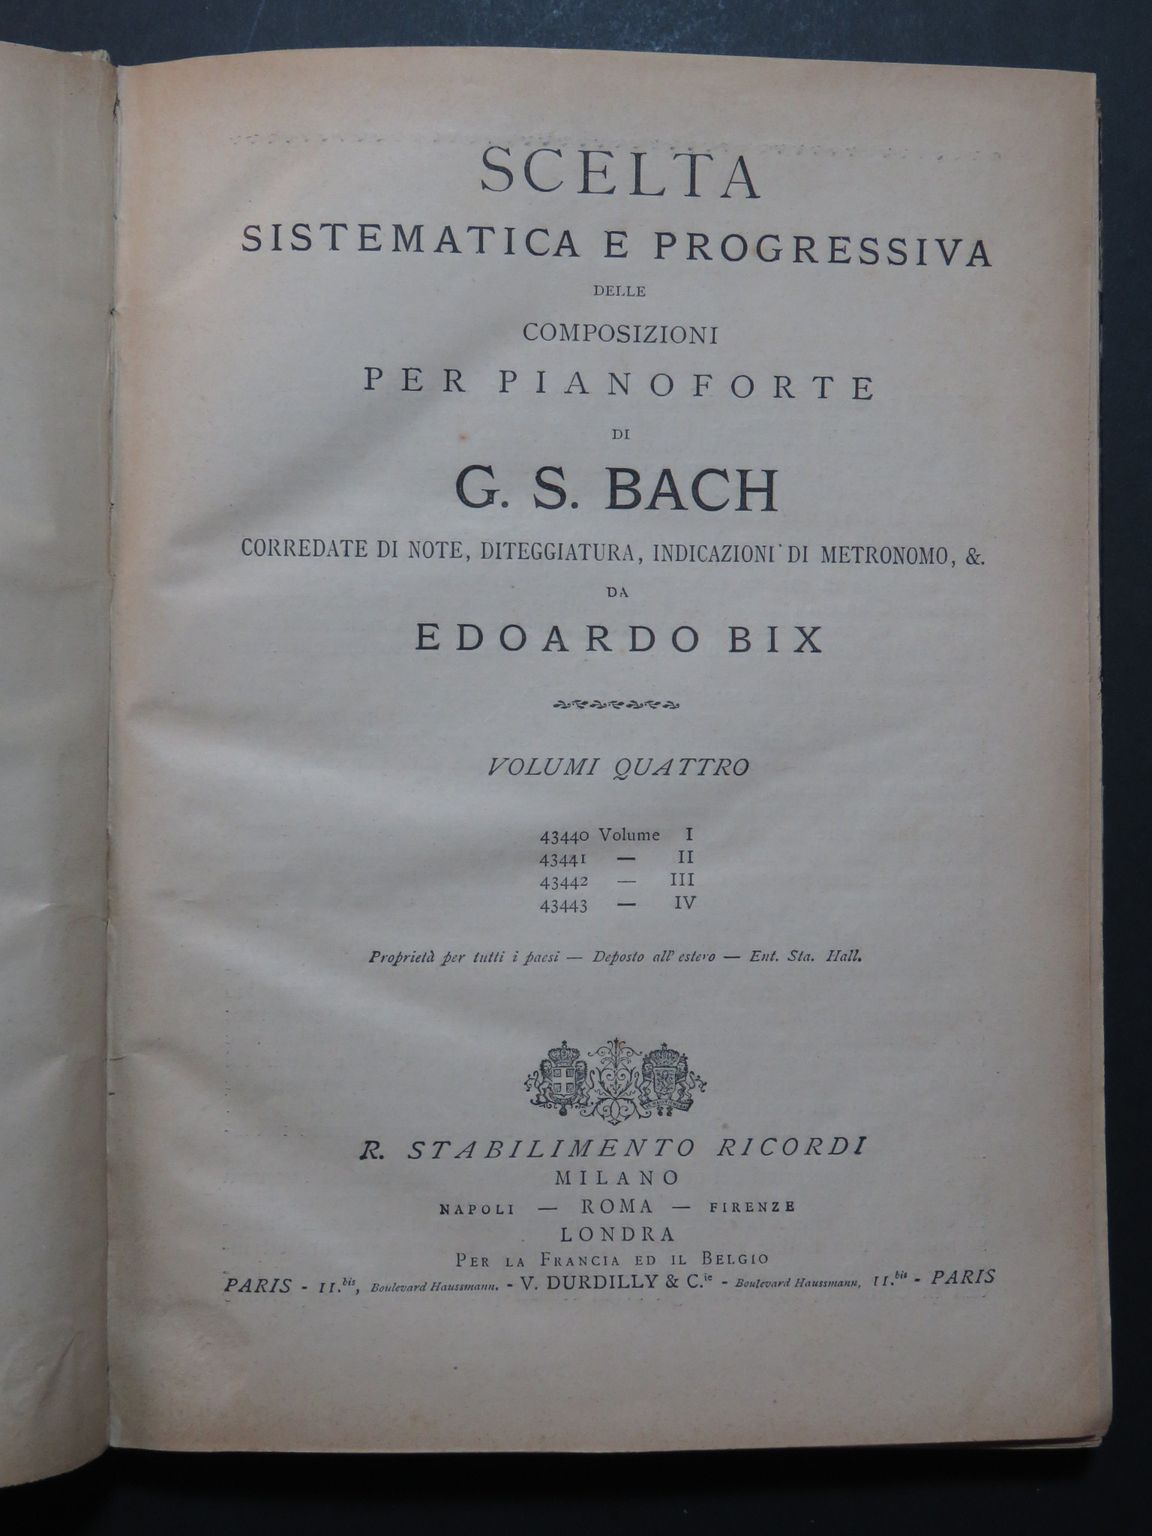 SCELTA
SISTEMATICA E PROGRESSIVA
DELLE
COMPOSIZIONI
PER PIANOFORTE
DI
G. S. BACH
CORREDATE DI NOTE, DITEGGIATURA, INDICAZIONI DI METRONOMO, &.
DA
EDOARDO BIX
VOLUMI QUATTRO
43440 Volume I
43441 — II
43442 — III
43443 — IV
Proprietà per tutti i paesi — Deposto all'estero — Ent. Sta. Hall.
R. STABILIMENTO RICORDI
MILANO
NAPOLI — ROMA — FIRENZE
LONDRA
PER LA FRANCIA ED IL BELGIO
PARIS - 11.bis, Boulevard Haussmann. - V. DURDILLY & C.ie - Boulevard Haussmann, 11.bis - PARIS